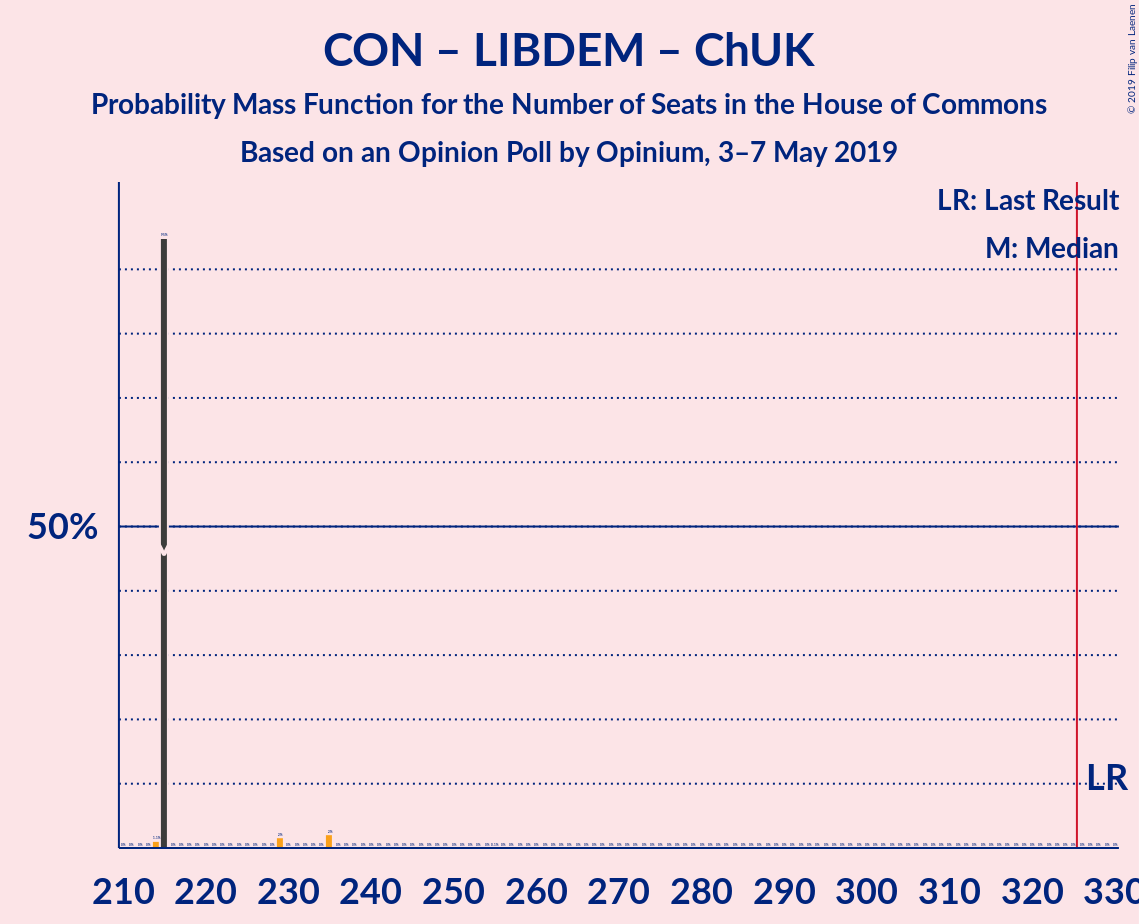 CON – LIBDEM – ChUK
Probability Mass Function for the Number of Seats in the House of Commons
Based on an Opinion Poll by Opinium, 3–7 May 2019
© 2019 Filip van Laenen
LR: Last Result
M: Median
50%
LR
210 220 230 240 250 260 270 280 290 300 310 320 330